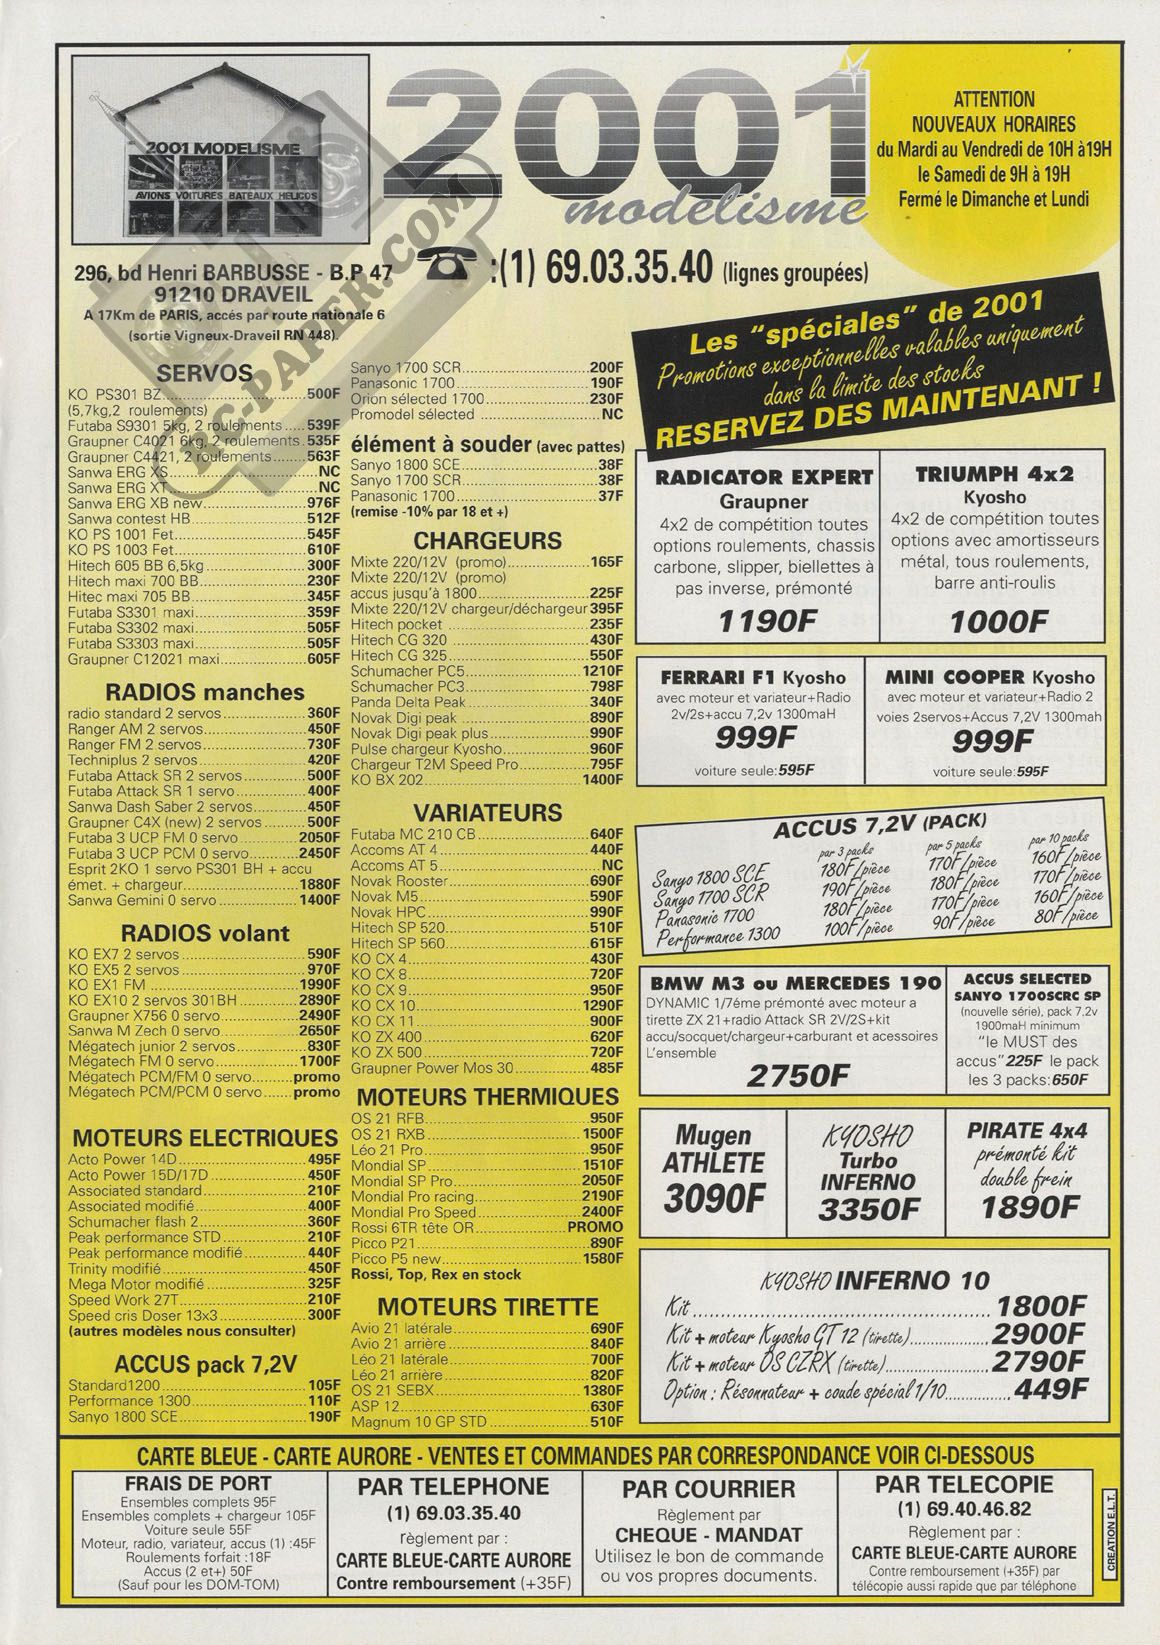 2001 MODELISME
AVIONS VOITURES BATEAUX HELICOS
2001
modelisme
ATTENTION
NOUVEAUX HORAIRES
du Mardi au Vendredi de 10H à 19H
le Samedi de 9H à 19H
Fermé le Dimanche et Lundi
296, bd Henri BARBUSSE - B.P 47
91210 DRAVEIL
A 17Km de PARIS, accés par route nationale 6
(sortie Vigneux-Draveil RN 448).
:(1) 69.03.35.40 (lignes groupées)
RC-PAPER.COM
Les "spéciales" de 2001
Promotions exceptionnelles valables uniquement
dans la limite des stocks
RESERVEZ DES MAINTENANT !
SERVOS
KO PS301 BZ 500F
(5,7kg,2 roulements)
Futaba S9301 5kg, 2 roulements 539F
Graupner C4021 6kg, 2 roulements 535F
Graupner C4421, 2 roulements 563F
Sanwa ERG XS NC
Sanwa ERG XT NC
Sanwa ERG XB new 976F
Sanwa contest HB 512F
KO PS 1001 Fet 545F
KO PS 1003 Fet 610F
Hitech 605 BB 6,5kg 300F
Hitech maxi 700 BB 230F
Hitec maxi 705 BB 345F
Futaba S3301 maxi 359F
Futaba S3302 maxi 505F
Futaba S3303 maxi 505F
Graupner C12021 maxi 605F
RADIOS manches
radio standard 2 servos 360F
Ranger AM 2 servos 450F
Ranger FM 2 servos 730F
Techniplus 2 servos 420F
Futaba Attack SR 2 servos 500F
Futaba Attack SR 1 servo 400F
Sanwa Dash Saber 2 servos 450F
Graupner C4X (new) 2 servos 500F
Futaba 3 UCP FM 0 servo 2050F
Futaba 3 UCP PCM 0 servo 2450F
Esprit 2KO 1 servo PS301 BH + accu
émet. + chargeur 1880F
Sanwa Gemini 0 servo 1400F
RADIOS volant
KO EX7 2 servos 590F
KO EX5 2 servos 970F
KO EX1 FM 1990F
KO EX10 2 servos 301BH 2890F
Graupner X756 0 servo 2490F
Sanwa M Zech 0 servo 2650F
Mégatech junior 2 servos 830F
Mégatech FM 0 servo 1700F
Mégatech PCM/FM 0 servo promo
Mégatech PCM/PCM 0 servo promo
MOTEURS ELECTRIQUES
Acto Power 14D 495F
Acto Power 15D/17D 450F
Associated standard 210F
Associated modifié 400F
Schumacher flash 2 360F
Peak performance STD 210F
Peak performance modifié 440F
Trinity modifié 450F
Mega Motor modifié 325F
Speed Work 27T 210F
Speed cris Doser 13x3 300F
(autres modèles nous consulter)
ACCUS pack 7,2V
Standard1200 105F
Performance 1300 110F
Sanyo 1800 SCE 190F
Sanyo 1700 SCR 200F
Panasonic 1700 190F
Orion sélected 1700 230F
Promodel sélected NC
élément à souder (avec pattes)
Sanyo 1800 SCE 38F
Sanyo 1700 SCR 38F
Panasonic 1700 37F
(remise -10% par 18 et +)
CHARGEURS
Mixte 220/12V (promo) 165F
Mixte 220/12V (promo)
accus jusqu'à 1800 225F
Mixte 220/12V chargeur/déchargeur 395F
Hitech pocket 235F
Hitech CG 320 430F
Hitech CG 325 550F
Schumacher PC5 1210F
Schumacher PC3 798F
Panda Delta Peak 340F
Novak Digi peak 890F
Novak Digi peak plus 990F
Pulse chargeur Kyosho 960F
Chargeur T2M Speed Pro 795F
KO BX 202 1400F
VARIATEURS
Futaba MC 210 CB 640F
Accoms AT 4 440F
Accoms AT 5 NC
Novak Rooster 690F
Novak M5 590F
Novak HPC 990F
Hitech SP 520 510F
Hitech SP 560 615F
KO CX 4 430F
KO CX 8 720F
KO CX 9 950F
KO CX 10 1290F
KO CX 11 900F
KO ZX 400 620F
KO ZX 500 720F
Graupner Power Mos 30 485F
MOTEURS THERMIQUES
OS 21 RFB 950F
OS 21 RXB 1500F
Léo 21 Pro 950F
Mondial SP 1510F
Mondial SP Pro 2050F
Mondial Pro racing 2190F
Mondial Pro Speed 2400F
Rossi 6TR tête OR PROMO
Picco P21 890F
Picco P5 new 1580F
Rossi, Top, Rex en stock
MOTEURS TIRETTE
Avio 21 latérale 690F
Avio 21 arrière 840F
Léo 21 latérale 700F
Léo 21 arrière 820F
OS 21 SEBX 1380F
ASP 12 630F
Magnum 10 GP STD 510F
RADICATOR EXPERT
Graupner
4x2 de compétition toutes
options roulements, chassis
carbone, slipper, biellettes à
pas inverse, prémonté
1190F
TRIUMPH 4x2
Kyosho
4x2 de compétition toutes
options avec amortisseurs
métal, tous roulements,
barre anti-roulis
1000F
FERRARI F1 Kyosho
avec moteur et variateur+Radio
2v/2s+accu 7,2v 1300maH
999F
voiture seule:595F
MINI COOPER Kyosho
avec moteur et variateur+Radio 2
voies 2servos+Accus 7,2V 1300mah
999F
voiture seule:595F
ACCUS 7,2V (PACK)
par 3 packs par 5 packs par 10 packs
Sanyo 1800 SCE 180F/pièce 170F/pièce 160F/pièce
Sanyo 1700 SCR 190F/pièce 180F/pièce 170F/pièce
Panasonic 1700 180F/pièce 170F/pièce 160F/pièce
Performance 1300 100F/pièce 90F/pièce 80F/pièce
BMW M3 ou MERCEDES 190
DYNAMIC 1/7éme prémonté avec moteur a
tirette ZX 21+radio Attack SR 2V/2S+kit
accu/socquet/chargeur+carburant et acessoires
L'ensemble
2750F
ACCUS SELECTED
SANYO 1700SCRC SP
(nouvelle série), pack 7,2v
1900maH minimum
"le MUST des
accus" 225F le pack
les 3 packs:650F
Mugen
ATHLETE
3090F
KYOSHO
Turbo
INFERNO
3350F
PIRATE 4x4
prémonté kit
double frein
1890F
KYOSHO INFERNO 10
Kit 1800F
Kit + moteur Kyosho GT 12 (tirette) 2900F
Kit + moteur OS CZRX (tirette) 2790F
Option : Résonnateur + coude spécial 1/10 449F
CARTE BLEUE - CARTE AURORE - VENTES ET COMMANDES PAR CORRESPONDANCE VOIR CI-DESSOUS
FRAIS DE PORT
Ensembles complets 95F
Ensembles complets + chargeur 105F
Voiture seule 55F
Moteur, radio, variateur, accus (1) :45F
Roulements forfait :18F
Accus (2 et+) 50F
(Sauf pour les DOM-TOM)
PAR TELEPHONE
(1) 69.03.35.40
règlement par :
CARTE BLEUE-CARTE AURORE
Contre remboursement (+35F)
PAR COURRIER
Règlement par
CHEQUE - MANDAT
Utilisez le bon de commande
ou vos propres documents.
PAR TELECOPIE
(1) 69.40.46.82
Règlement par :
CARTE BLEUE-CARTE AURORE
Contre remboursement (+35F) par
télécopie aussi rapide que par téléphone
CREATION E.L.T.